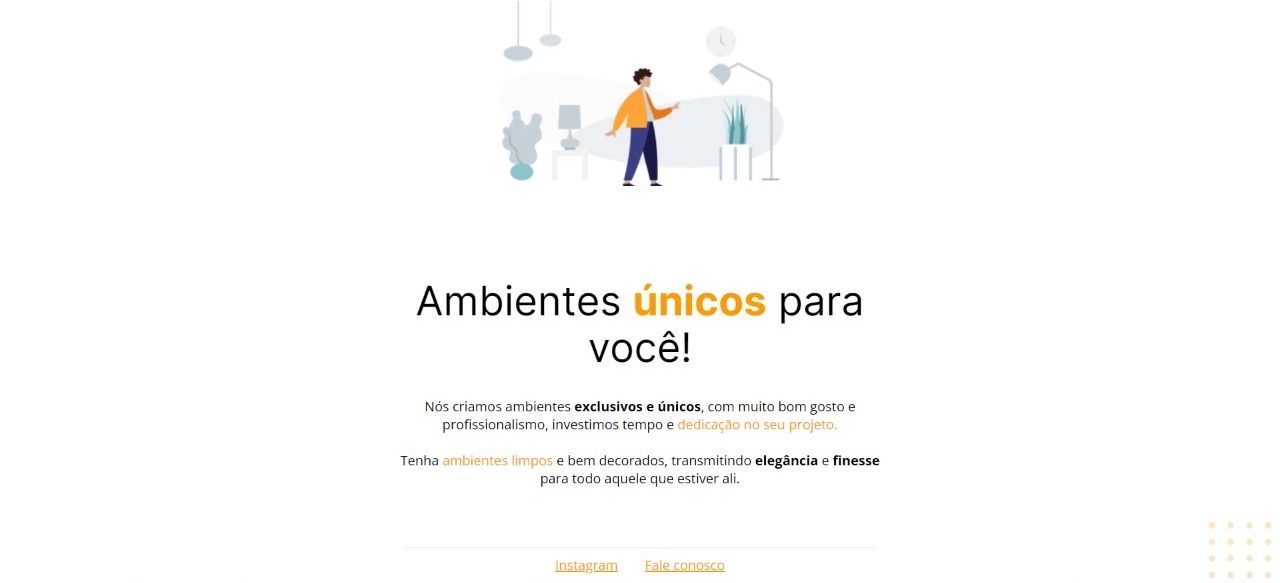 Ambientes únicos para
você!
Nós criamos ambientes exclusivos e únicos, com muito bom gosto e
profissionalismo, investimos tempo e dedicação no seu projeto.
Tenha ambientes limpos e bem decorados, transmitindo elegância e finesse
para todo aquele que estiver ali.
Instagram Fale conosco